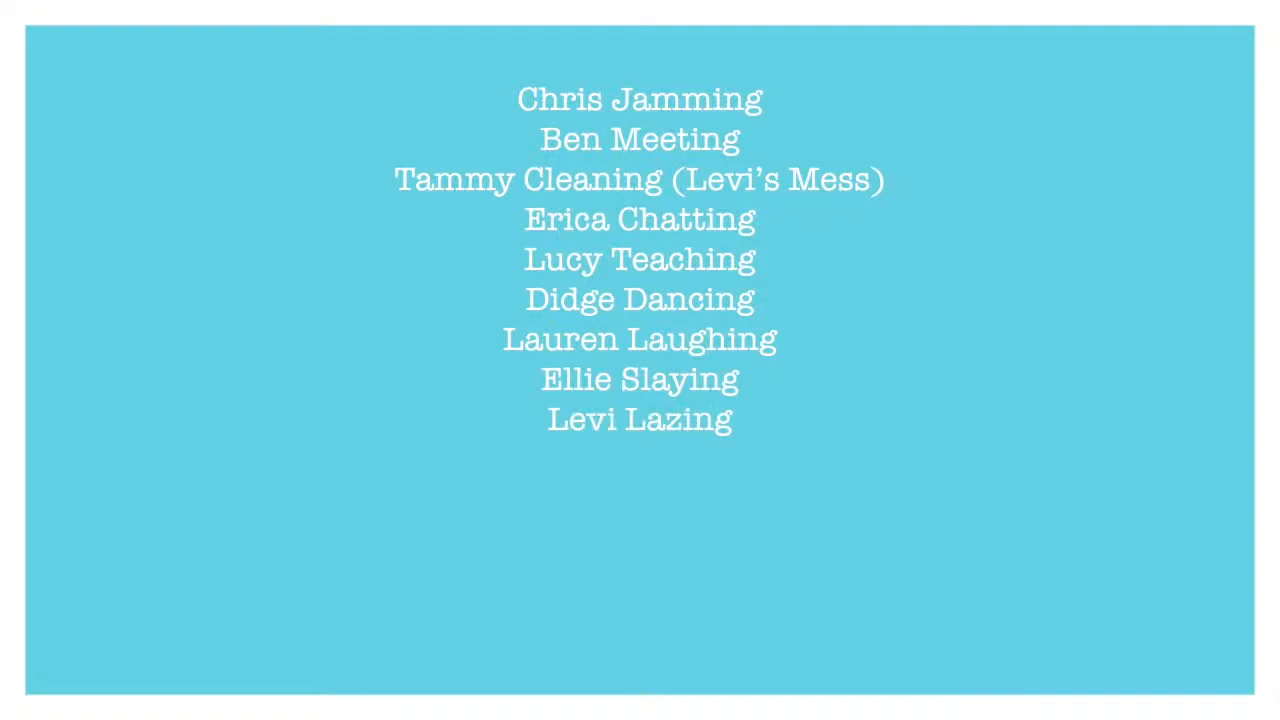 Chris Jamming
Ben Meeting
Tammy Cleaning (Levi’s Mess)
Erica Chatting
Lucy Teaching
Didge Dancing
Lauren Laughing
Ellie Slaying
Levi Lazing